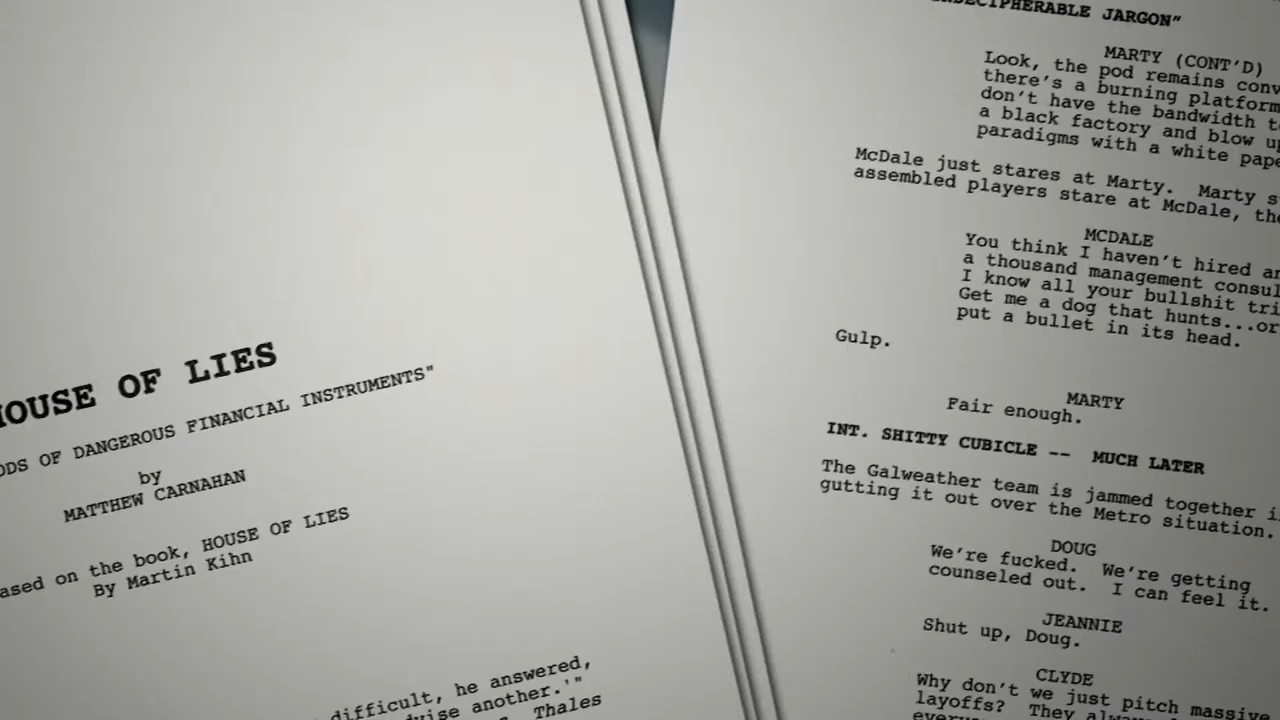 HOUSE OF LIES
ODS OF DANGEROUS FINANCIAL INSTRUMENTS"
by
MATTHEW CARNAHAN
ased on the book, HOUSE OF LIES
By Martin Kihn
difficult, he answered,
another.'"
Thales
DECIPHERABLE JARGON"
MARTY (CONT'D)
Look, the pod remains conv
there's a burning platform
don't have the bandwidth t
a black factory and blow up
paradigms with a white pape
McDale just stares at Marty. Marty s
assembled players stare at McDale, the
MCDALE
You think I haven't hired an
a thousand management consul
I know all your bullshit tri
Get me a dog that hunts...or
put a bullet in its head.
Gulp.
MARTY
Fair enough.
INT. SHITTY CUBICLE -- MUCH LATER
The Galweather team is jammed together i
gutting it out over the Metro situation.
DOUG
We're fucked. We're getting
counseled out. I can feel it.
JEANNIE
Shut up, Doug.
CLYDE
Why don't we just pitch massive
layoffs? They